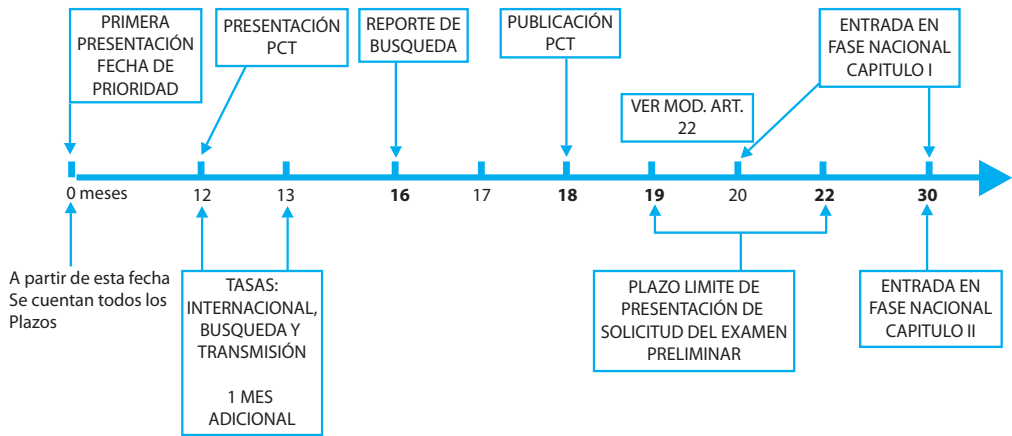 PRIMERA
PRESENTACIÓN
FECHA DE
PRIORIDAD
PRESENTACIÓN
PCT
REPORTE DE
BUSQUEDA
PUBLICACIÓN
PCT
VER MOD. ART.
22
ENTRADA EN
FASE NACIONAL
CAPITULO I
0 meses
12
13
16
17
18
19
20
22
30
A partir de esta fecha
Se cuentan todos los
Plazos
TASAS:
INTERNACIONAL,
BUSQUEDA Y
TRANSMISIÓN
1 MES
ADICIONAL
PLAZO LIMITE DE
PRESENTACIÓN DE
SOLICITUD DEL EXAMEN
PRELIMINAR
ENTRADA EN
FASE NACIONAL
CAPITULO II